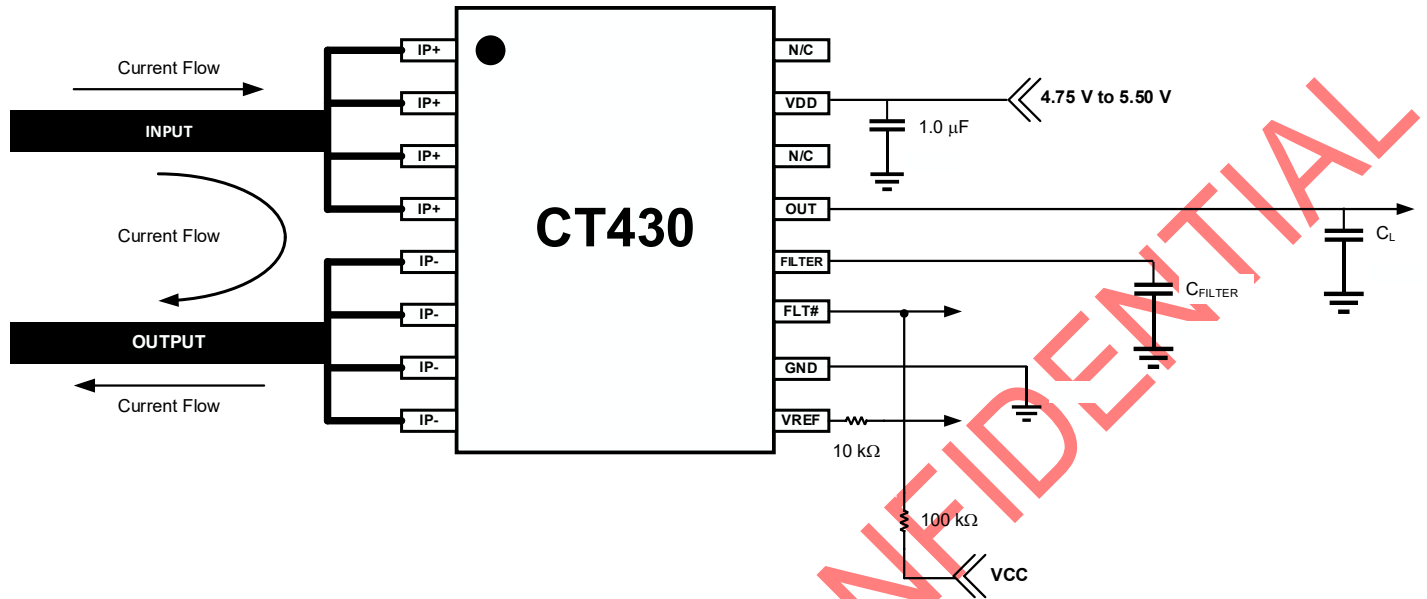 IP+
N/C
Current Flow
IP+
VDD
4.75 V to 5.50 V
1.0 μF
INPUT
IP+
N/C
IP+
OUT
CT430
Current Flow
CL
IP-
FILTER
CFILTER
IP-
FLT#
OUTPUT
IP-
GND
Current Flow
IP-
VREF
10 kΩ
100 kΩ
VCC
NFIDENTIAL